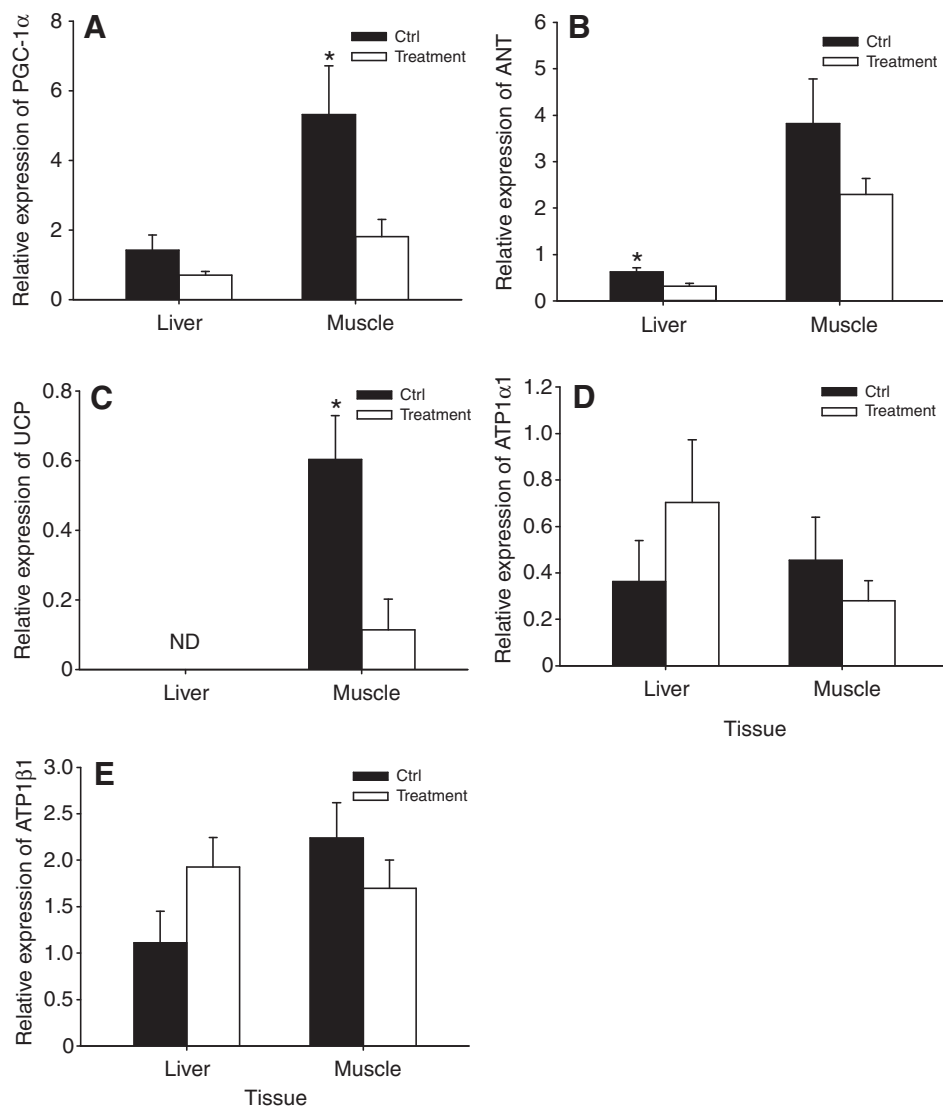 A
Relative expression of PGC-1α
8
6
4
2
0
*
Ctrl
Treatment
Liver
Muscle
B
Relative expression of ANT
6
5
4
3
2
1
0
*
Ctrl
Treatment
Liver
Muscle
C
Relative expression of UCP
0.8
0.6
0.4
0.2
0
ND
*
Ctrl
Treatment
Liver
Muscle
D
Relative expression of ATP1α1
1.2
1.0
0.8
0.6
0.4
0.2
0
Ctrl
Treatment
Liver
Muscle
Tissue
E
Relative expression of ATP1β1
3.0
2.5
2.0
1.5
1.0
0.5
0
Ctrl
Treatment
Liver
Muscle
Tissue